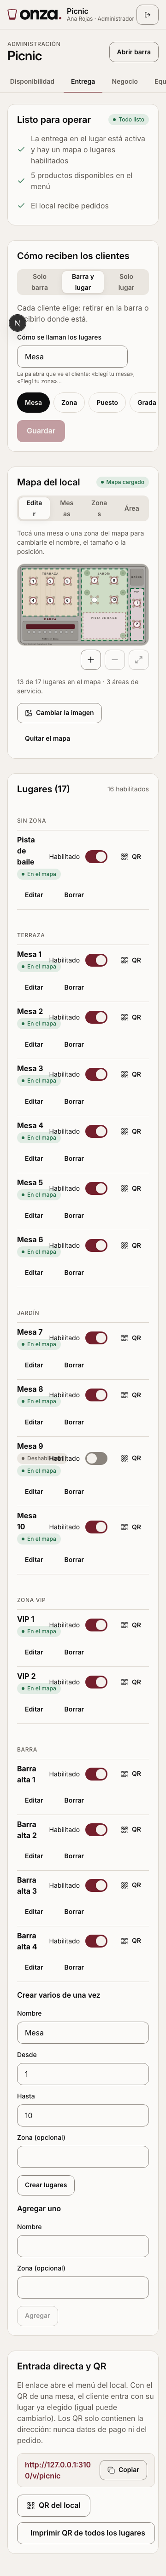 onza.
Picnic
Ana Rojas · Administrador
ADMINISTRACIÓN
Picnic
Abrir barra
Disponibilidad
Entrega
Negocio
Equ
Listo para operar
Todo listo
La entrega en el lugar está activa
y hay un mapa o lugares
habilitados
5 productos disponibles en el
menú
El local recibe pedidos
Cómo reciben los clientes
Solo
barra
Barra y
lugar
Solo
lugar
Cada cliente elige: retirar en la barra o
recibirlo donde está.
Cómo se llaman los lugares
Mesa
La palabra que ve el cliente: «Elegí tu mesa»,
«Elegí tu zona»…
Mesa
Zona
Puesto
Grada
Guardar
Mapa del local
Mapa cargado
Edita
r
Mes
as
Zona
s
Área
Tocá una mesa o una zona del mapa para
cambiarle el nombre, el tamaño o la
posición.
13 de 17 lugares en el mapa · 3 áreas de
servicio.
Cambiar la imagen
Quitar el mapa
Lugares (17)
16 habilitados
SIN ZONA
Pista
de
baile
En el mapa
Habilitado
QR
Editar
Borrar
TERRAZA
Mesa 1
En el mapa
Habilitado
QR
Editar
Borrar
Mesa 2
En el mapa
Habilitado
QR
Editar
Borrar
Mesa 3
En el mapa
Habilitado
QR
Editar
Borrar
Mesa 4
En el mapa
Habilitado
QR
Editar
Borrar
Mesa 5
En el mapa
Habilitado
QR
Editar
Borrar
Mesa 6
En el mapa
Habilitado
QR
Editar
Borrar
JARDÍN
Mesa 7
En el mapa
Habilitado
QR
Editar
Borrar
Mesa 8
En el mapa
Habilitado
QR
Editar
Borrar
Mesa 9
En el mapa
Habilitado
QR
Editar
Borrar
Mesa
10
En el mapa
Habilitado
QR
Editar
Borrar
ZONA VIP
VIP 1
En el mapa
Habilitado
QR
Editar
Borrar
VIP 2
En el mapa
Habilitado
QR
Editar
Borrar
BARRA
Barra
alta 1
Habilitado
QR
Editar
Borrar
Barra
alta 2
Habilitado
QR
Editar
Borrar
Barra
alta 3
Habilitado
QR
Editar
Borrar
Barra
alta 4
Habilitado
QR
Editar
Borrar
Crear varios de una vez
Nombre
Mesa
Desde
1
Hasta
10
Zona (opcional)
Crear lugares
Agregar uno
Nombre
Zona (opcional)
Agregar
Entrada directa y QR
El enlace abre el menú del local. Con el
QR de una mesa, el cliente entra con su
lugar ya elegido (igual puede
cambiarlo). Los QR solo contienen la
dirección: nunca datos de pago ni del
pedido.
http://127.0.0.1:310
0/v/picnic
Copiar
QR del local
Imprimir QR de todos los lugares